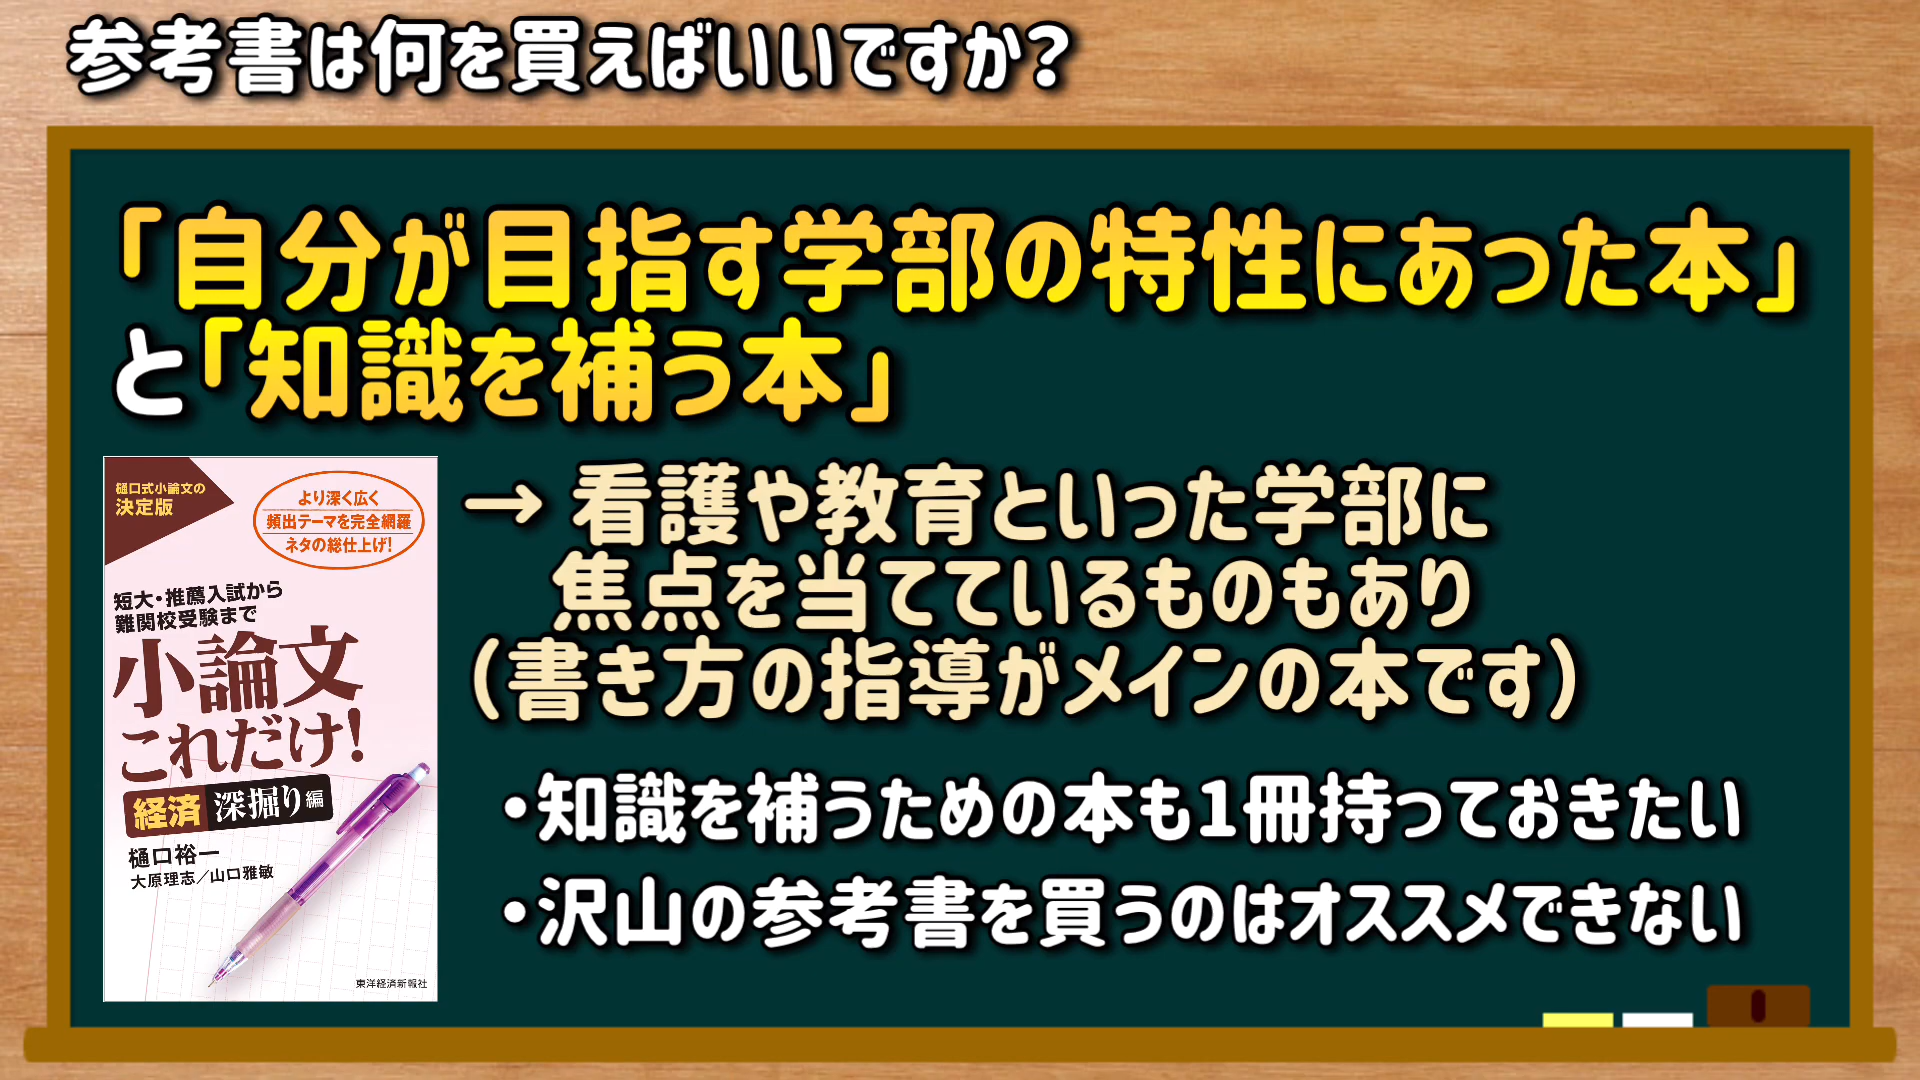 参考書は何を買えばいいですか?
「自分が目指す学部の特性にあった本」
と「知識を補う本」
樋口式小論文の
決定版
より深く広く
頻出テーマを完全網羅
ネタの総仕上げ!
短大・推薦入試から
難関校受験まで
小論文
これだけ!
経済 深掘り編
樋口裕一
大原理志/山口雅敏
東洋経済新報社
→ 看護や教育といった学部に
焦点を当てているものもあり
(書き方の指導がメインの本です)
・知識を補うための本も1冊持っておきたい
・沢山の参考書を買うのはオススメできない